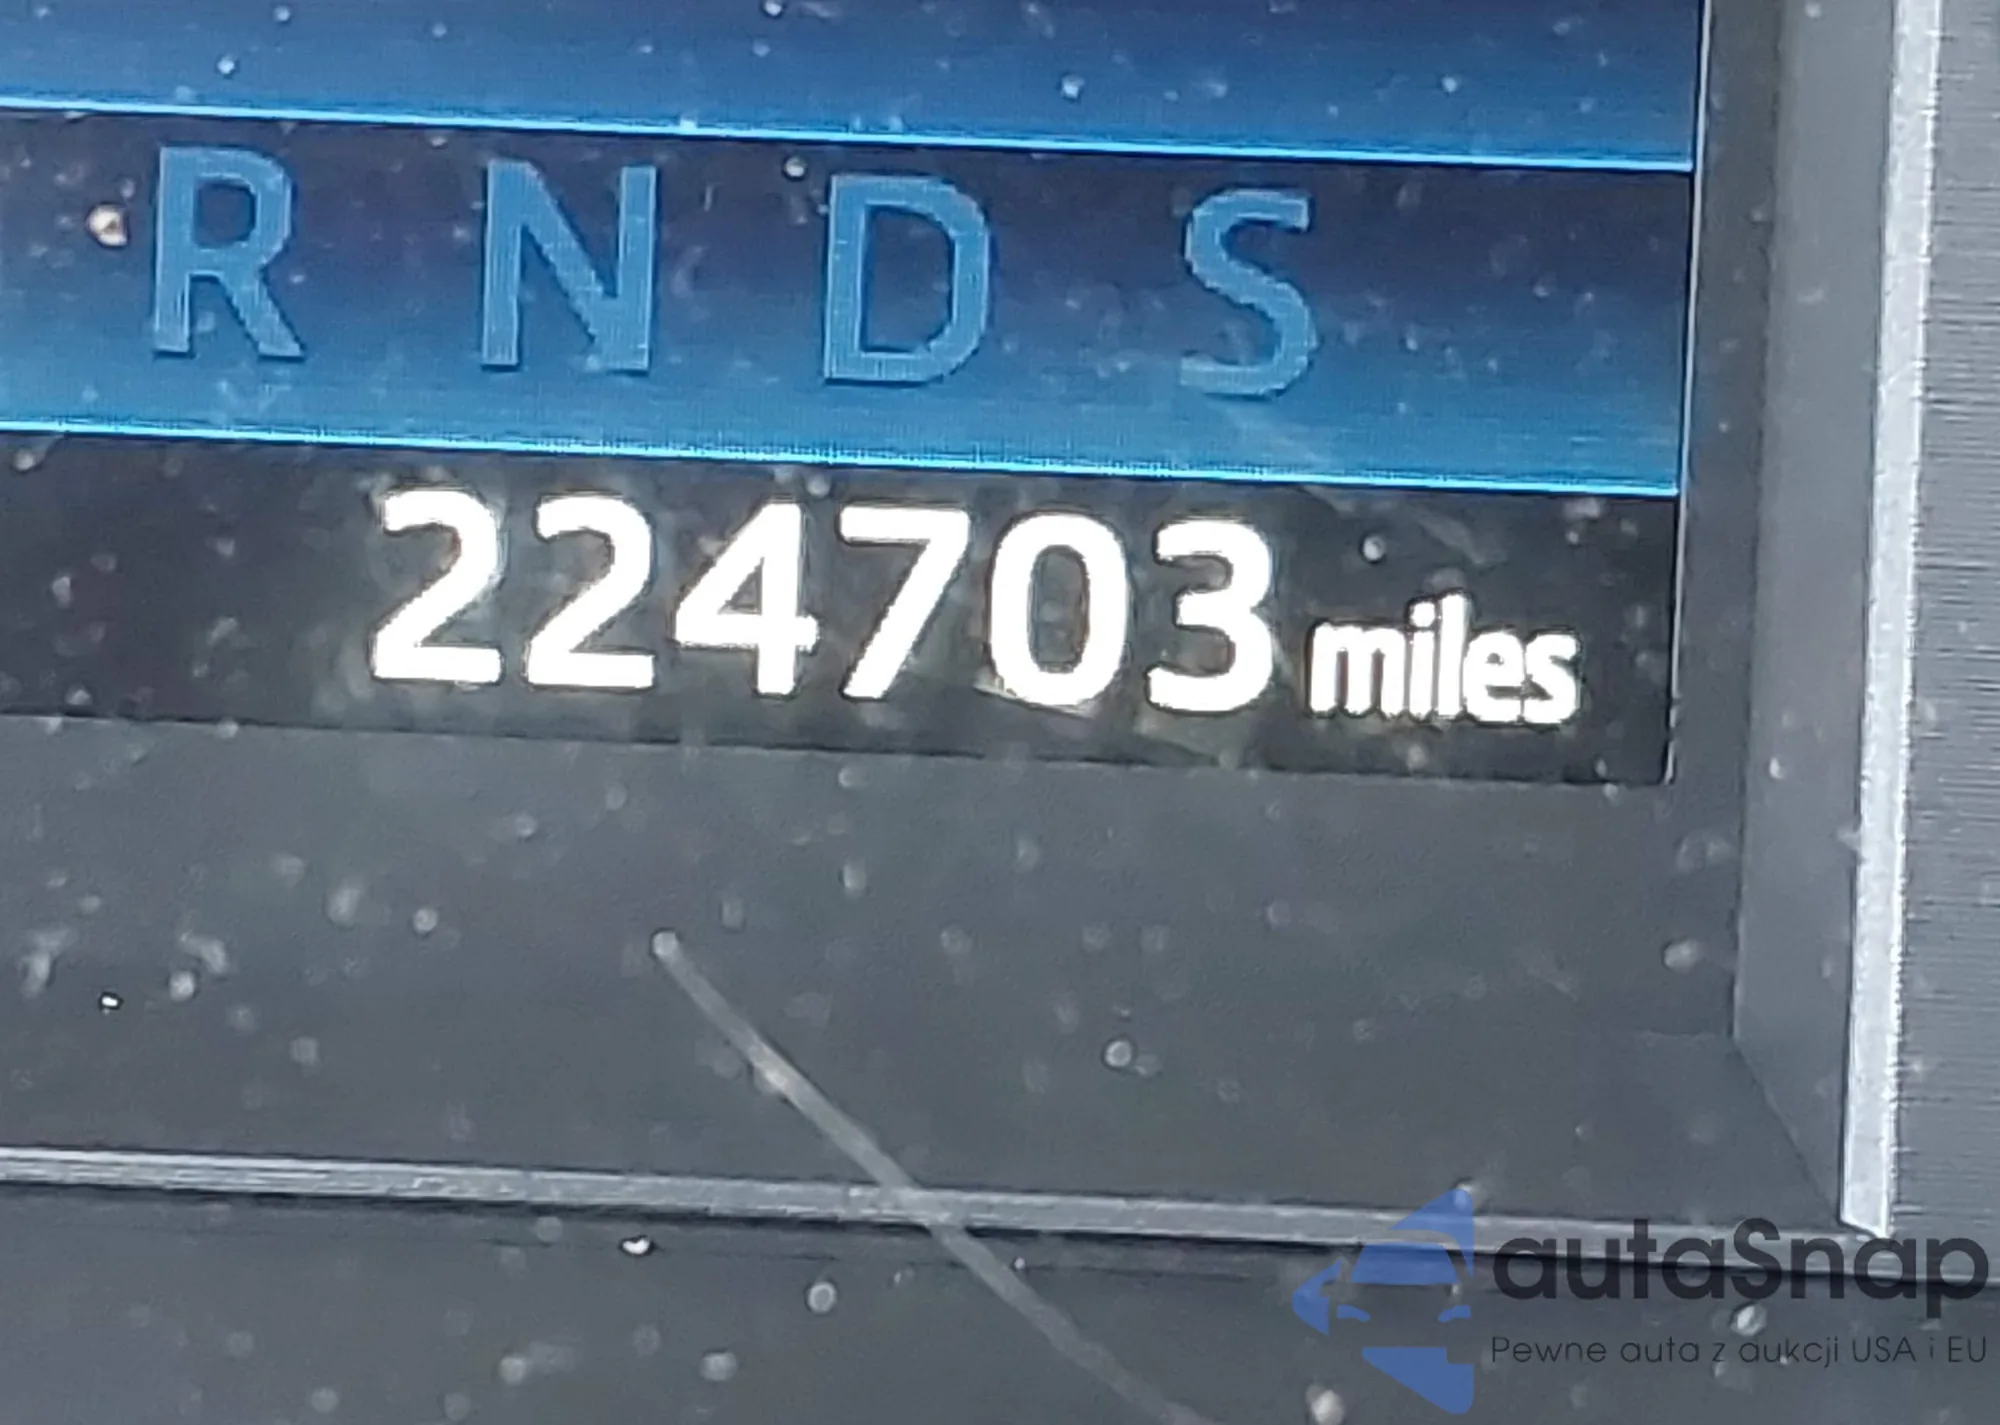 R N D S
224703 miles
autaSnap
Pewne auta z aukcji USA i EU